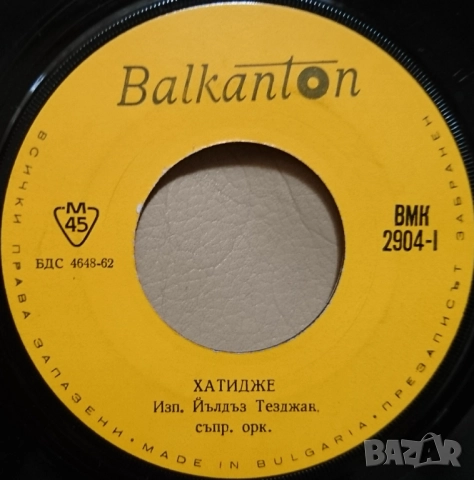 Balkanton
M
45
БДС 4648-62
ВМК
2904-I
ХАТИДЖЕ
Изп. Йълдъз Тезджан,
съпр. орк.
ВСИЧКИ ПРАВА ЗАПАЗЕНИ · MADE IN BULGARIA · ПРЕЗАПИСЪТ ЗАБРАНЕН
BAZAR